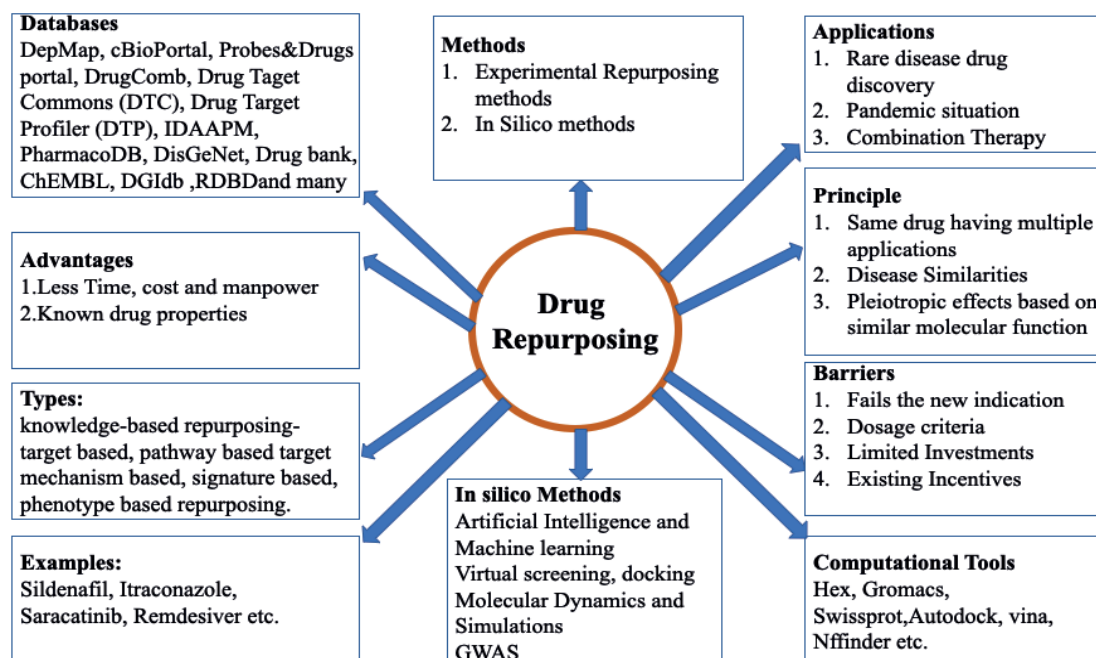 Databases
DepMap, cBioPortal, Probes&Drugs
portal, DrugComb, Drug Taget
Commons (DTC), Drug Target
Profiler (DTP), IDAAPM,
PharmacoDB, DisGeNet, Drug bank,
ChEMBL, DGIdb ,RDBDand many
Methods
1. Experimental Repurposing
methods
2. In Silico methods
Applications
1. Rare disease drug
discovery
2. Pandemic situation
3. Combination Therapy
Advantages
1.Less Time, cost and manpower
2.Known drug properties
Drug
Repurposing
Principle
1. Same drug having multiple
applications
2. Disease Similarities
3. Pleiotropic effects based on
similar molecular function
Types:
knowledge-based repurposing-
target based, pathway based target
mechanism based, signature based,
phenotype based repurposing.
Barriers
1. Fails the new indication
2. Dosage criteria
3. Limited Investments
4. Existing Incentives
Examples:
Sildenafil, Itraconazole,
Saracatinib, Remdesiver etc.
In silico Methods
Artificial Intelligence and
Machine learning
Virtual screening, docking
Molecular Dynamics and
Simulations
GWAS
Computational Tools
Hex, Gromacs,
Swissprot,Autodock, vina,
Nffinder etc.